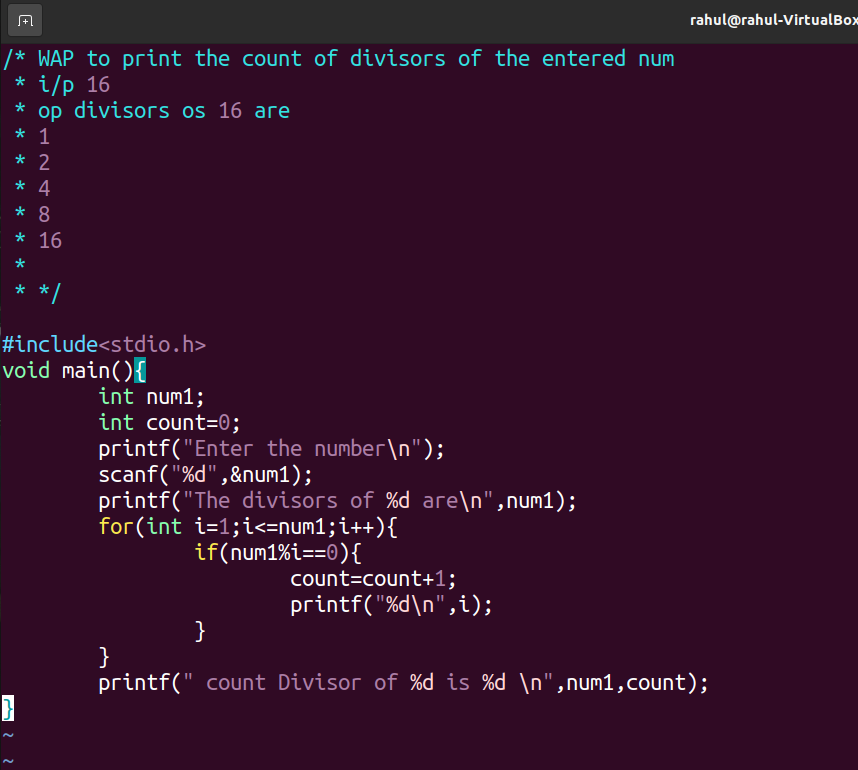 rahul@rahul-VirtualBox
/* WAP to print the count of divisors of the entered num
 * i/p 16
 * op divisors os 16 are
 * 1
 * 2
 * 4
 * 8
 * 16
 *
 * */
#include<stdio.h>
void main(){
        int num1;
        int count=0;
        printf("Enter the number\n");
        scanf("%d",&num1);
        printf("The divisors of %d are\n",num1);
        for(int i=1;i<=num1;i++){
                if(num1%i==0){
                        count=count+1;
                        printf("%d\n",i);
                }
        }
        printf(" count Divisor of %d is %d \n",num1,count);
}
~
~